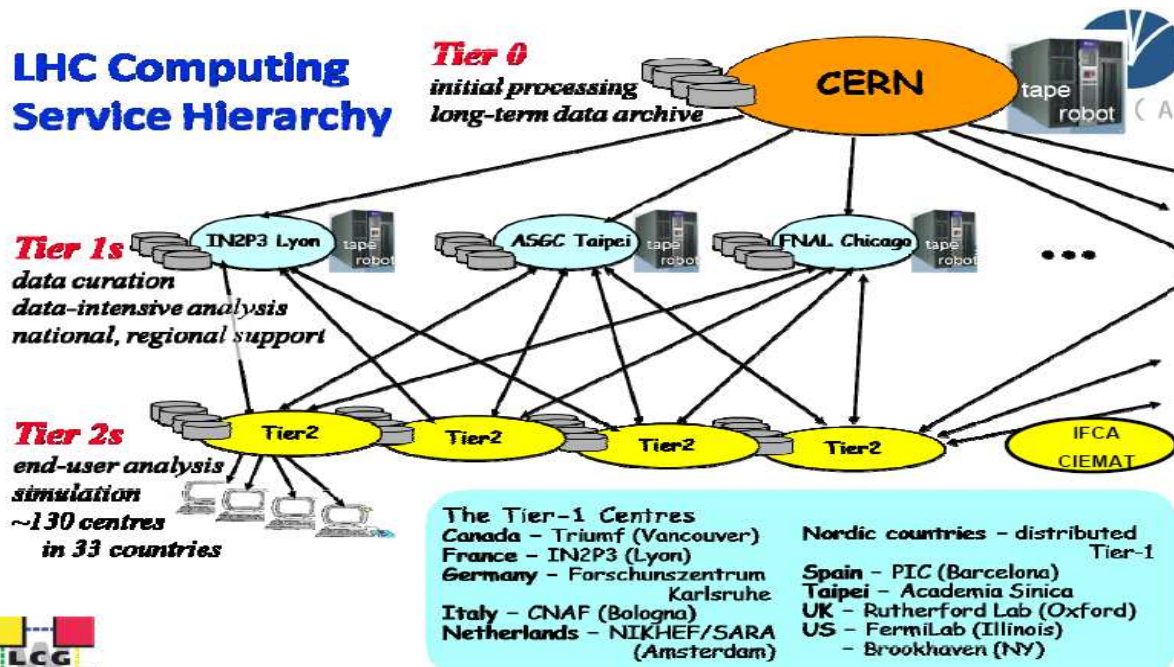 LHC Computing
Service Hierarchy
Tier 0
initial processing
long-term data archive
CERN
tape
robot
( A
Tier 1s
data curation
data-intensive analysis
national, regional support
IN2P3 Lyon
tape
robot
ASGC Taipei
tape
robot
FNAL Chicago
tape
robot
...
Tier 2s
end-user analysis
simulation
~130 centres
in 33 countries
Tier2
Tier2
Tier2
Tier2
IFCA
CIEMAT
The Tier-1 Centres
Canada – Triumf (Vancouver)
France – IN2P3 (Lyon)
Germany – Forschunszentrum
Karlsruhe
Italy – CNAF (Bologna)
Netherlands – NIKHEF/SARA
(Amsterdam)
Nordic countries – distributed
Tier-1
Spain – PIC (Barcelona)
Taipei – Academia Sinica
UK – Rutherford Lab (Oxford)
US – FermiLab (Illinois)
– Brookhaven (NY)
LCG